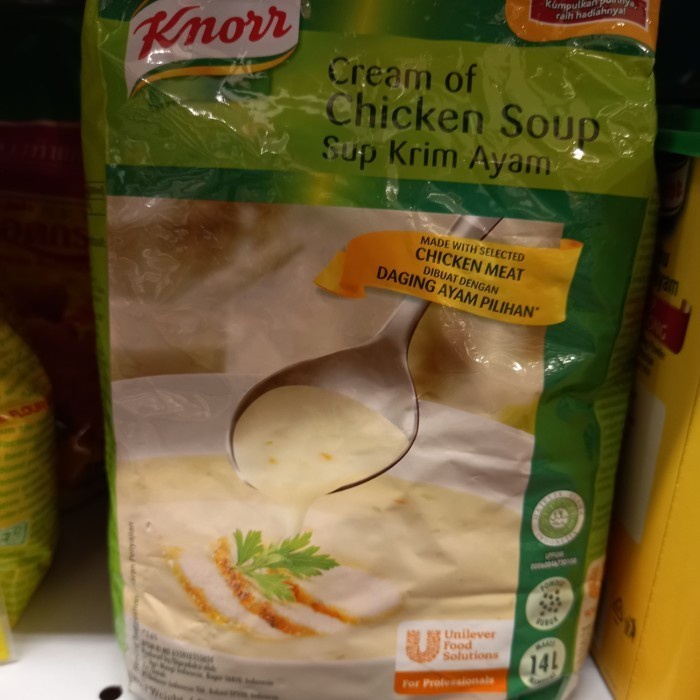 Knorr
Kumpulkan poinnya,
raih hadiahnya!
Cream of
Chicken Soup
Sup Krim Ayam
MADE WITH SELECTED
CHICKEN MEAT
DIBUAT DENGAN
DAGING AYAM PILIHAN*
Unilever
Food
Solutions
For Professionals
14L